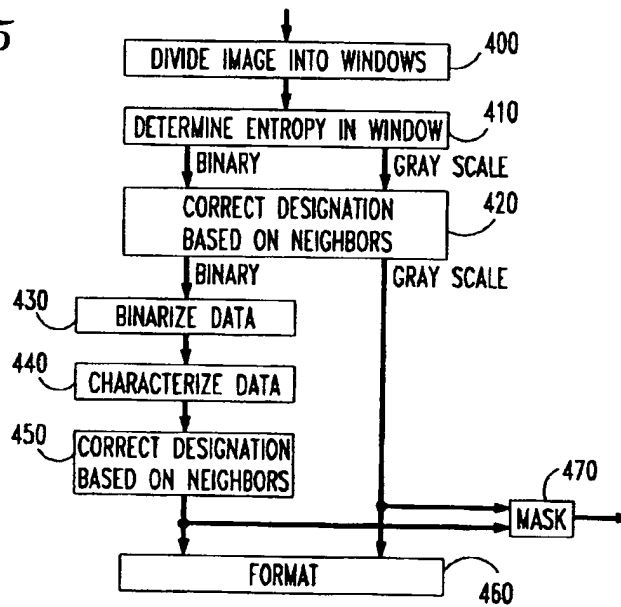 5
400
DIVIDE IMAGE INTO WINDOWS
410
DETERMINE ENTROPY IN WINDOW
BINARY
GRAY SCALE
420
CORRECT DESIGNATION
BASED ON NEIGHBORS
BINARY
GRAY SCALE
430
BINARIZE DATA
440
CHARACTERIZE DATA
450
CORRECT DESIGNATION
BASED ON NEIGHBORS
470
MASK
FORMAT
460